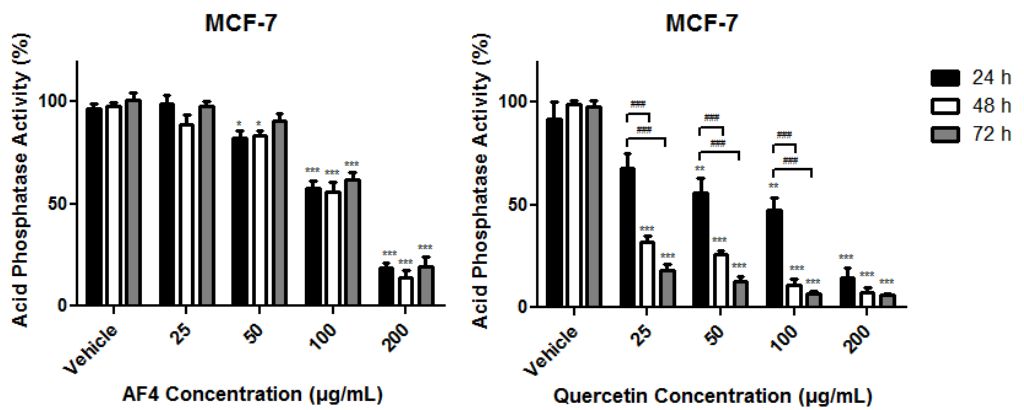 MCF-7
Acid Phosphatase Activity (%)
100
50
0
* *
*** *** ***
*** *** ***
Vehicle 25 50 100 200
AF4 Concentration (µg/mL)
MCF-7
Acid Phosphatase Activity (%)
100
50
0
### ### ###
### ### ###
** **
*** *** ***
*** *** *** *** *** ***
Vehicle 25 50 100 200
Quercetin Concentration (µg/mL)
24 h
48 h
72 h